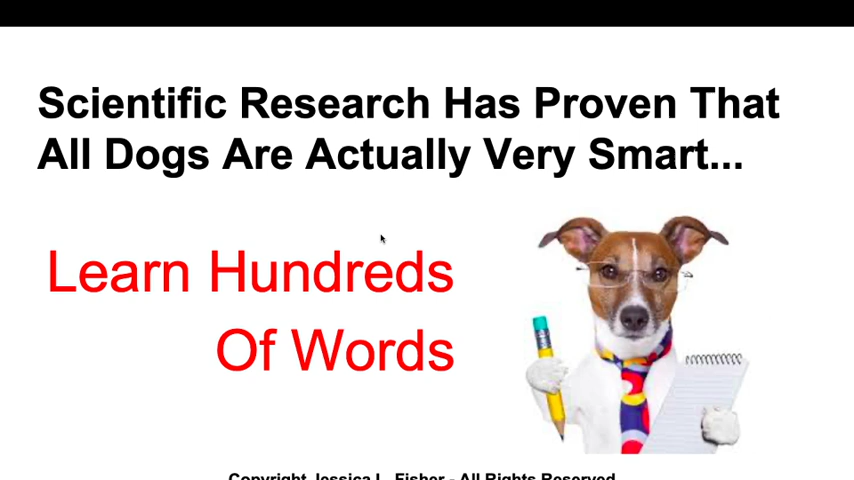 Scientific Research Has Proven That
All Dogs Are Actually Very Smart...
Learn Hundreds
Of Words
Copyright Jessica L. Fisher - All Rights Reserved